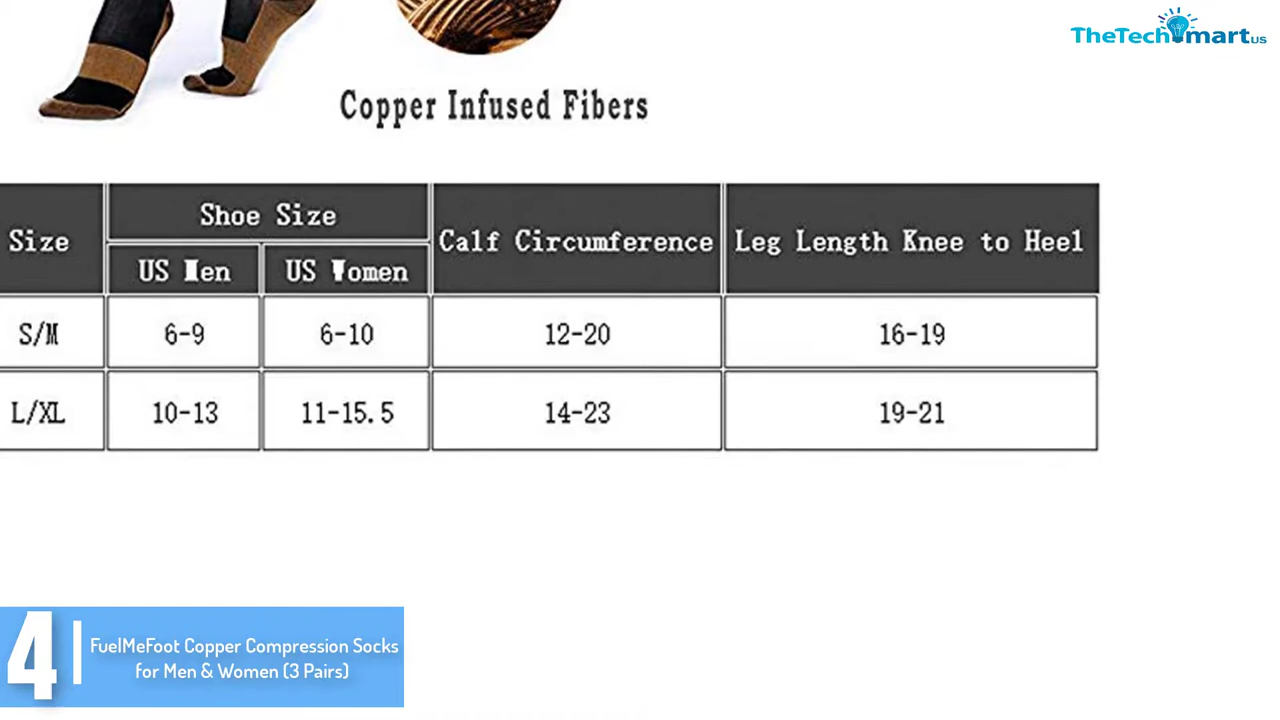 TheTechmart US
Copper Infused Fibers
Size Shoe Size Calf Circumference Leg Length Knee to Heel
US Men US Women
S/M 6-9 6-10 12-20 16-19
L/XL 10-13 11-15.5 14-23 19-21
4
FuelMeFoot Copper Compression Socks
for Men & Women (3 Pairs)